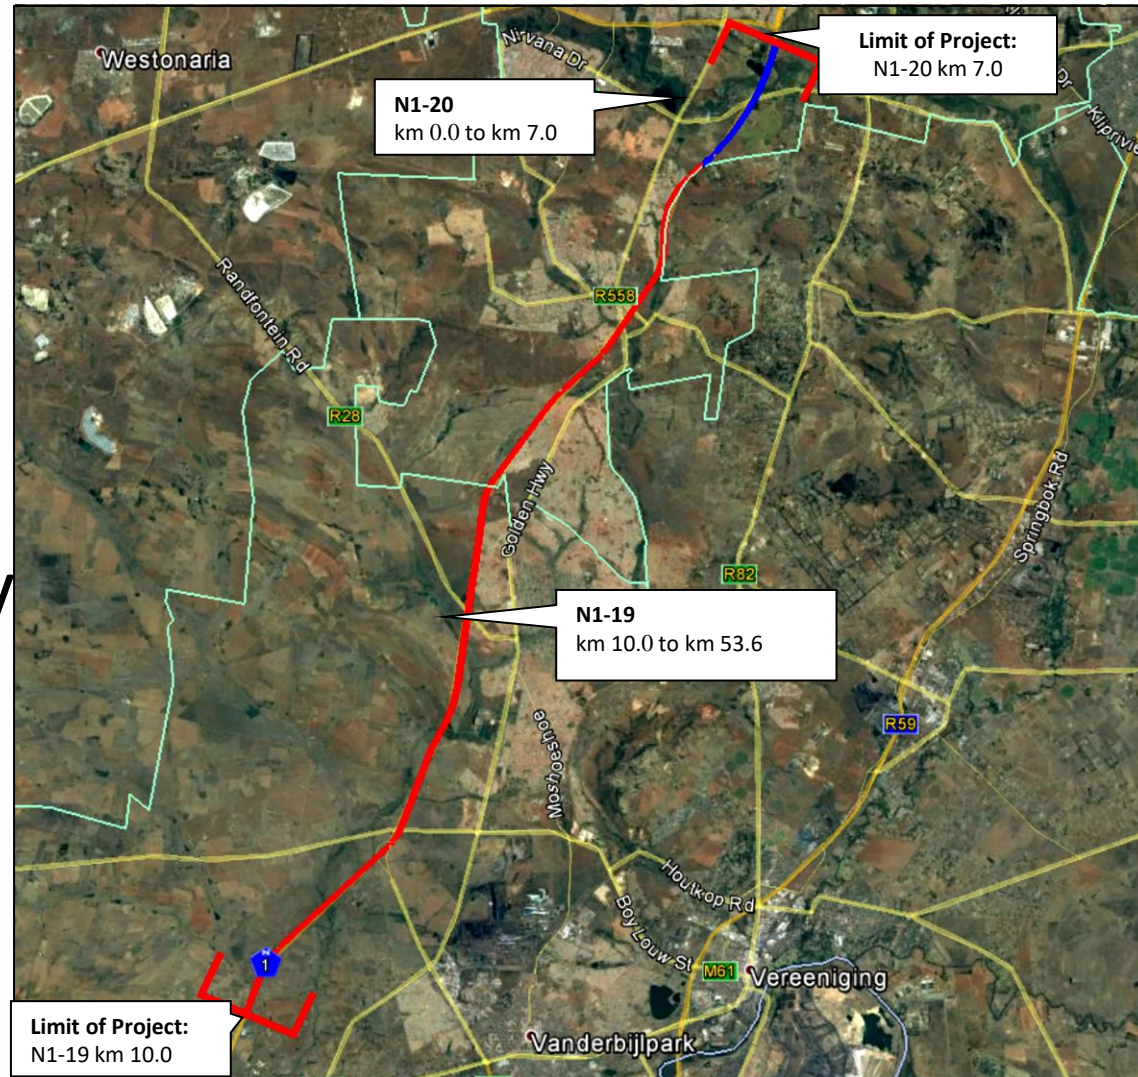 Westonaria
Nirvana Dr
Limit of Project:
N1-20 km 7.0
N1-20
km 0.0 to km 7.0
Randfontein Rd
R558
R28
Golden Hwy
Springbok Rd
R82
N1-19
km 10.0 to km 53.6
R59
Moshoeshoe
Houtkop Rd
Boy Louw St
M61
Vereeniging
1
Limit of Project:
N1-19 km 10.0
Vanderbijlpark